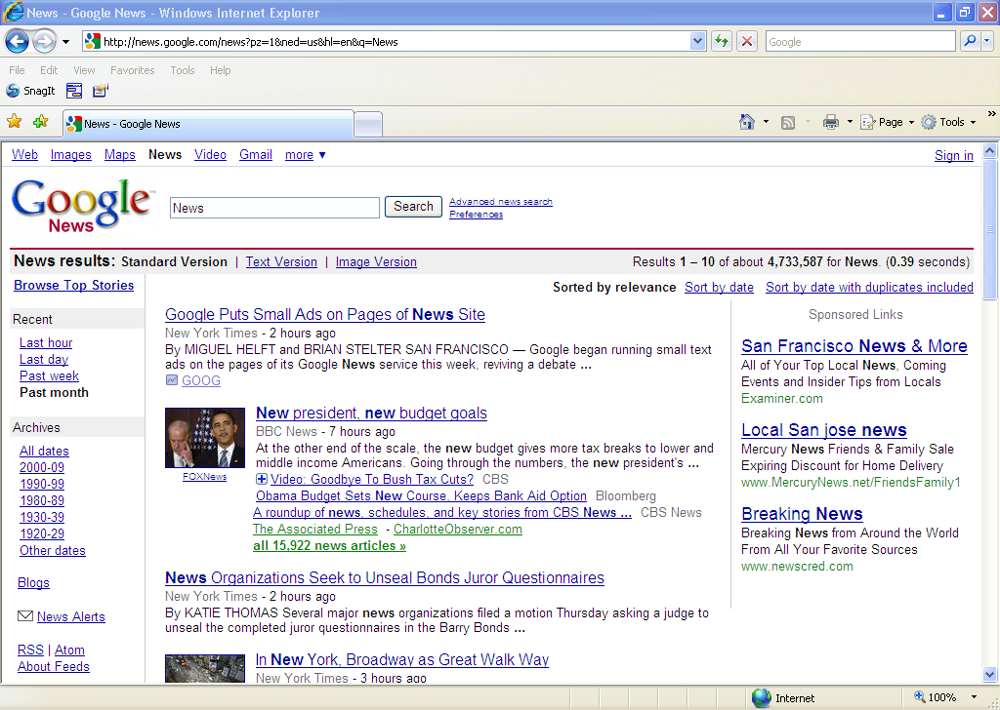 News - Google News - Windows Internet Explorer
http://news.google.com/news?pz=1&ned=us&hl=en&q=News
Google
File Edit View Favorites Tools Help
SnagIt
News - Google News
Page Tools »
Web Images Maps News Video Gmail more ▼ Sign in
Google™
News
News Search
Advanced news search
Preferences
News results: Standard Version | Text Version | Image Version Results 1 – 10 of about 4,733,587 for News. (0.39 seconds)
Browse Top Stories
Sorted by relevance Sort by date Sort by date with duplicates included
Recent
Last hour
Last day
Past week
Past month
Archives
All dates
2000-09
1990-99
1980-89
1930-39
1920-29
Other dates
Blogs
News Alerts
RSS | Atom
About Feeds
Google Puts Small Ads on Pages of News Site
New York Times - 2 hours ago
By MIGUEL HELFT and BRIAN STELTER SAN FRANCISCO — Google began running small text
ads on the pages of its Google News service this week, reviving a debate ...
GOOG
FOXNews
New president, new budget goals
BBC News - 7 hours ago
At the other end of the scale, the new budget gives more tax breaks to lower and
middle income Americans. Going through the numbers, the new president's ...
Video: Goodbye To Bush Tax Cuts? CBS
Obama Budget Sets New Course, Keeps Bank Aid Option Bloomberg
A roundup of news, schedules, and key stories from CBS News ... CBS News
The Associated Press - CharlotteObserver.com
all 15,922 news articles »
News Organizations Seek to Unseal Bonds Juror Questionnaires
New York Times - 2 hours ago
By KATIE THOMAS Several major news organizations filed a motion Thursday asking a judge to
unseal the completed juror questionnaires in the Barry Bonds ...
In New York, Broadway as Great Walk Way
New York Times - 3 hours ago
Sponsored Links
San Francisco News & More
All of Your Top Local News, Coming
Events and Insider Tips from Locals
Examiner.com
Local San jose news
Mercury News Friends & Family Sale
Expiring Discount for Home Delivery
www.MercuryNews.net/FriendsFamily1
Breaking News
Breaking News from Around the World
From All Your Favorite Sources
www.newscred.com
Internet 100%